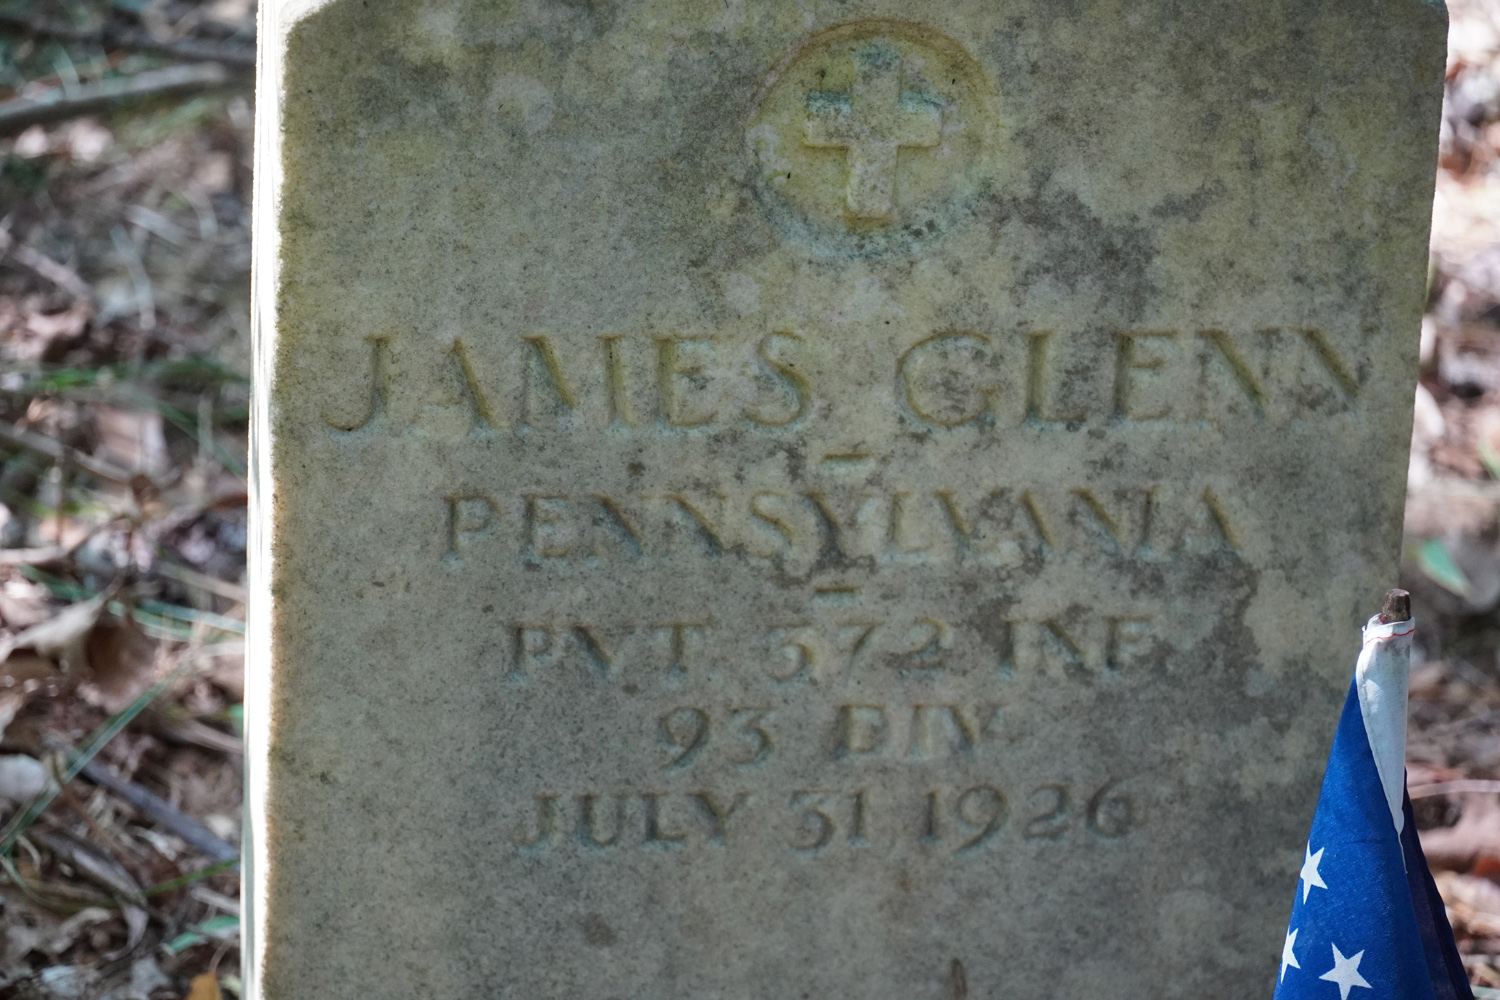 JAMES GLENN
-
PENNSYLVANIA
-
PVT. 372 INF.
93 DIV.
JULY 31 1926